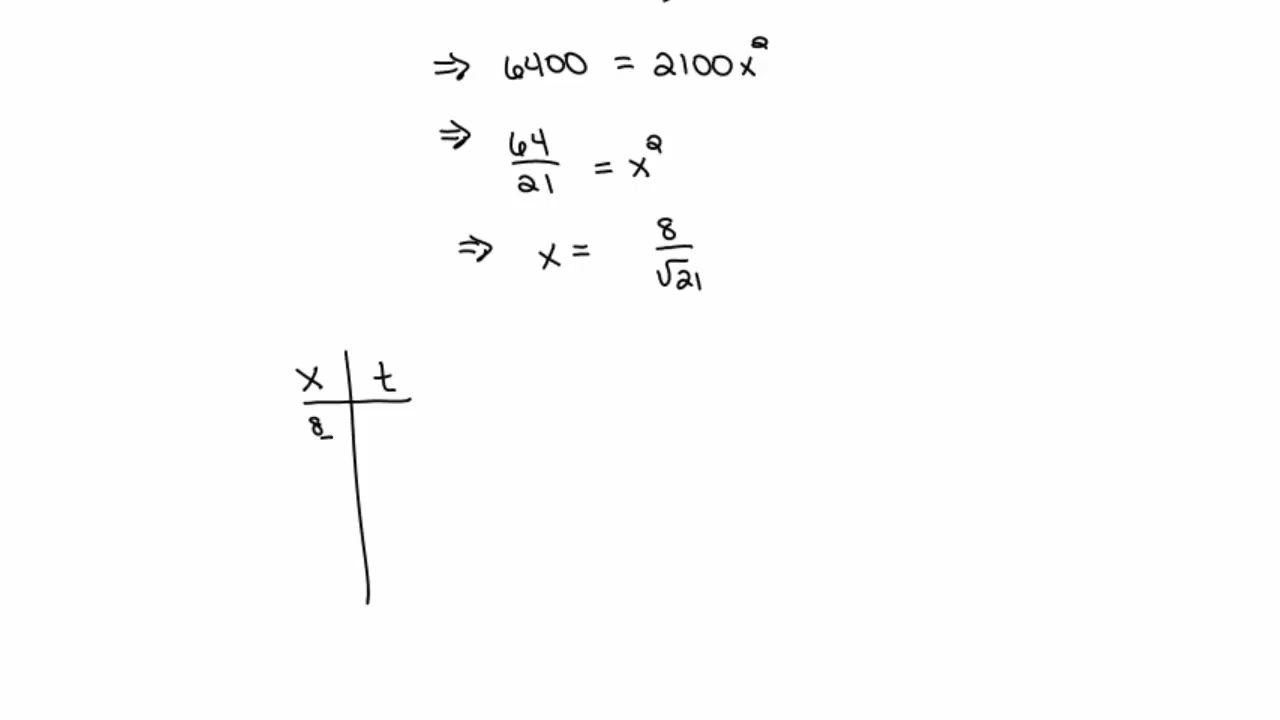 ⇒ 6400 = 2100x²
⇒ 64/21 = x²
⇒ x = 8/√21
x | t
8